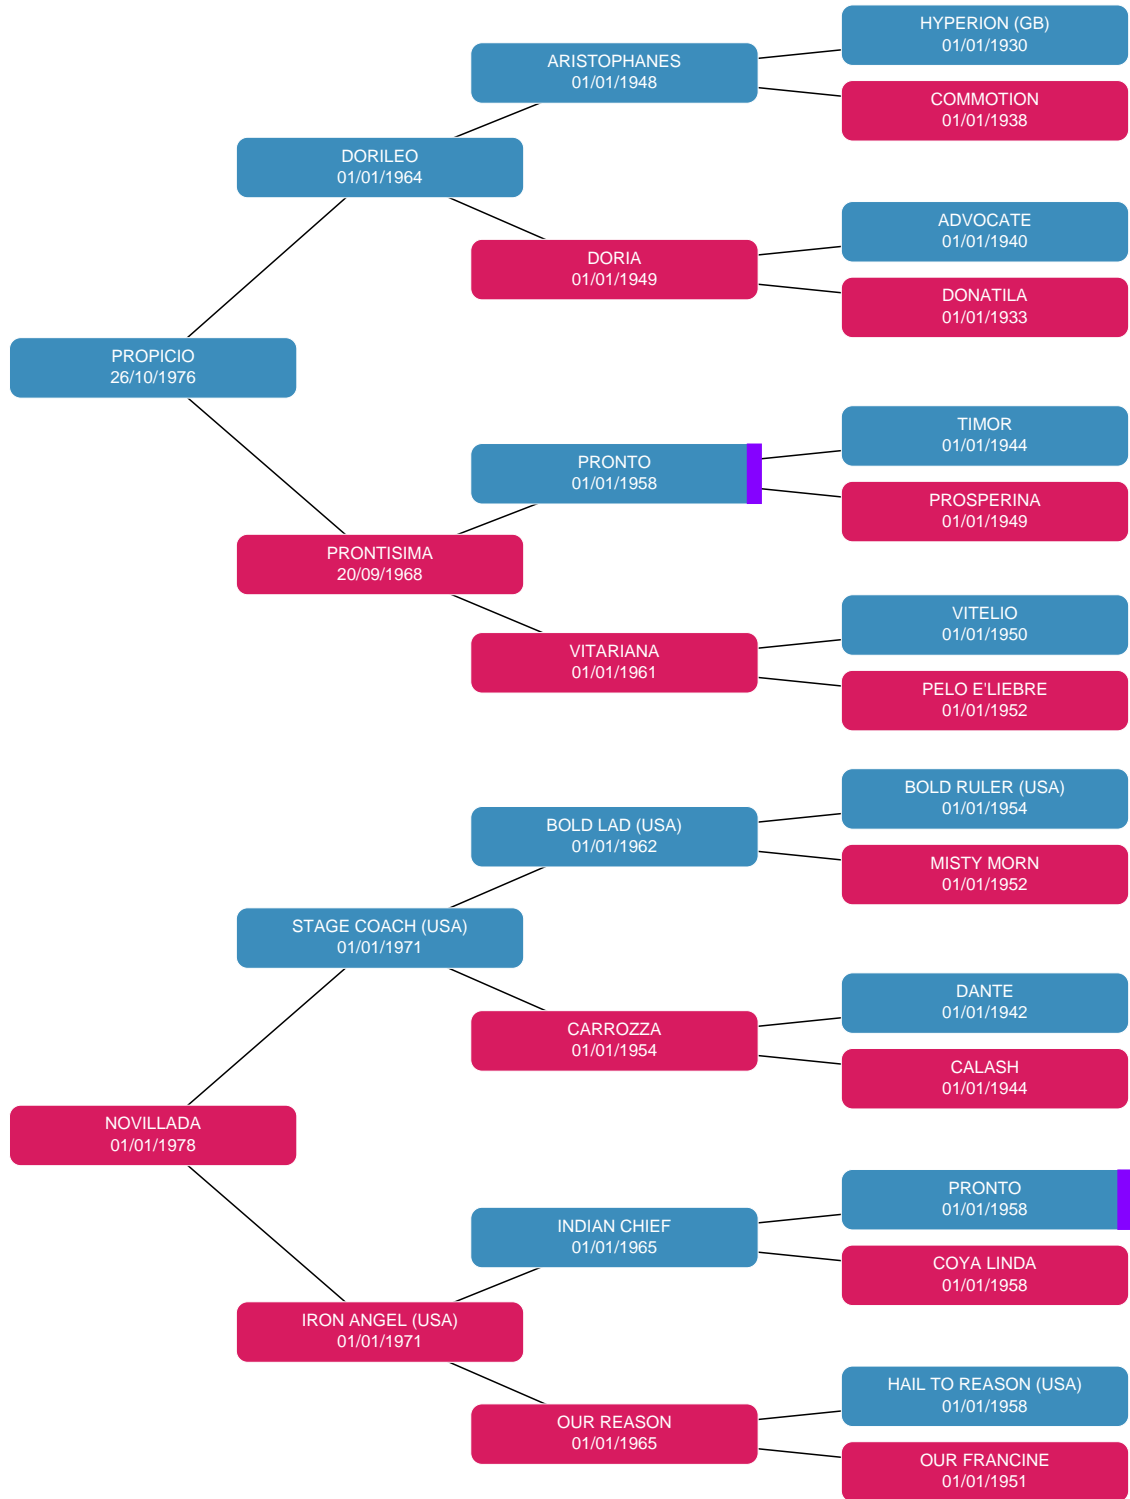 HYPERION (GB)
01/01/1930
ARISTOPHANES
01/01/1948
COMMOTION
01/01/1938
DORILEO
01/01/1964
ADVOCATE
01/01/1940
DORIA
01/01/1949
DONATILA
01/01/1933
PROPICIO
26/10/1976
TIMOR
01/01/1944
PRONTO
01/01/1958
PROSPERINA
01/01/1949
PRONTISIMA
20/09/1968
VITELIO
01/01/1950
VITARIANA
01/01/1961
PELO E'LIEBRE
01/01/1952
BOLD RULER (USA)
01/01/1954
BOLD LAD (USA)
01/01/1962
MISTY MORN
01/01/1952
STAGE COACH (USA)
01/01/1971
DANTE
01/01/1942
CARROZZA
01/01/1954
CALASH
01/01/1944
NOVILLADA
01/01/1978
PRONTO
01/01/1958
INDIAN CHIEF
01/01/1965
COYA LINDA
01/01/1958
IRON ANGEL (USA)
01/01/1971
HAIL TO REASON (USA)
01/01/1958
OUR REASON
01/01/1965
OUR FRANCINE
01/01/1951